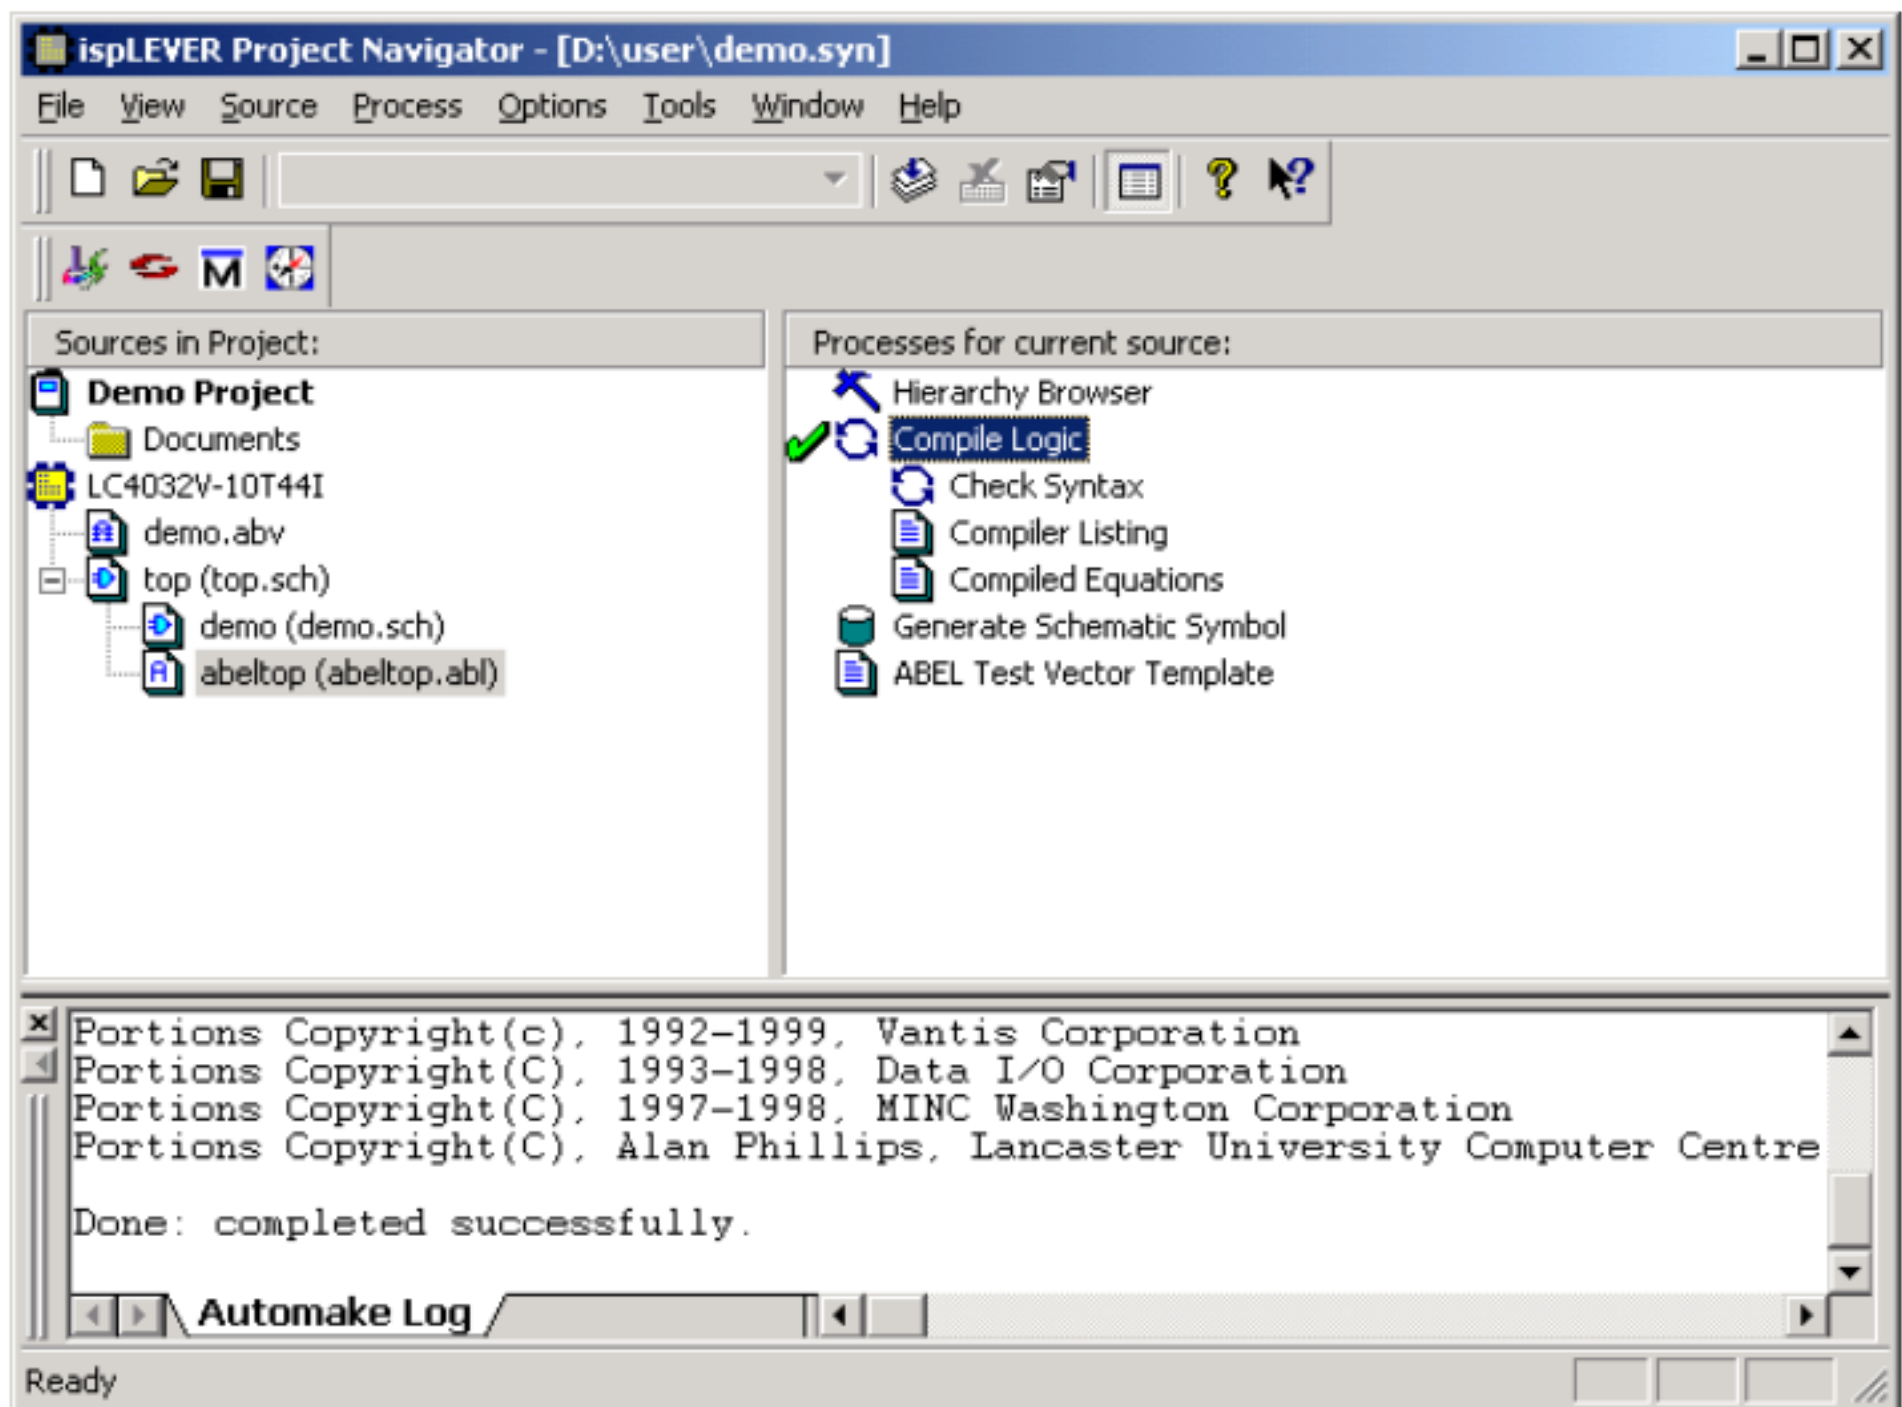 ispLEVER Project Navigator - [D:\user\demo.syn]
File View Source Process Options Tools Window Help
Sources in Project:
Demo Project
Documents
LC4032V-10T44I
demo.abv
top (top.sch)
demo (demo.sch)
abeltop (abeltop.abl)
Processes for current source:
Hierarchy Browser
Compile Logic
Check Syntax
Compiler Listing
Compiled Equations
Generate Schematic Symbol
ABEL Test Vector Template
Portions Copyright(c), 1992-1999, Vantis Corporation
Portions Copyright(C), 1993-1998, Data I/O Corporation
Portions Copyright(C), 1997-1998, MINC Washington Corporation
Portions Copyright(C), Alan Phillips, Lancaster University Computer Centre
Done: completed successfully.
Automake Log
Ready